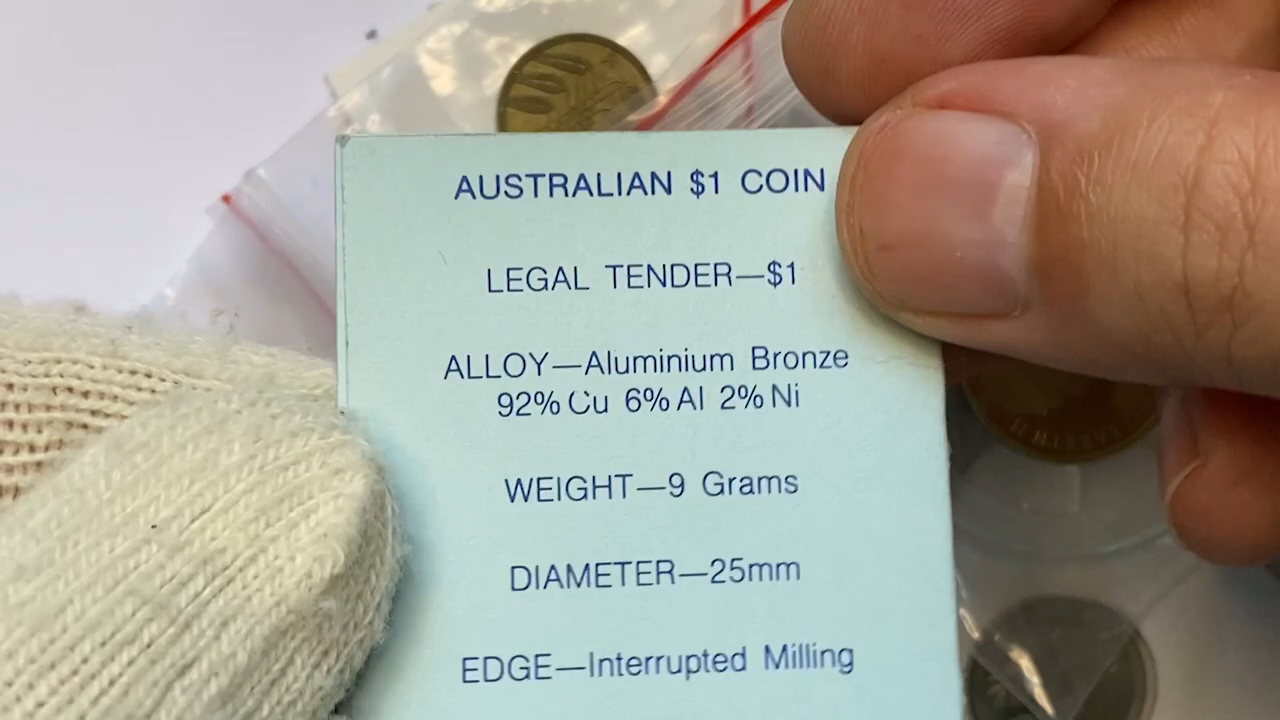 AUSTRALIAN $1 COIN
LEGAL TENDER—$1
ALLOY—Aluminium Bronze
92% Cu 6% Al 2% Ni
WEIGHT—9 Grams
DIAMETER—25mm
EDGE—Interrupted Milling